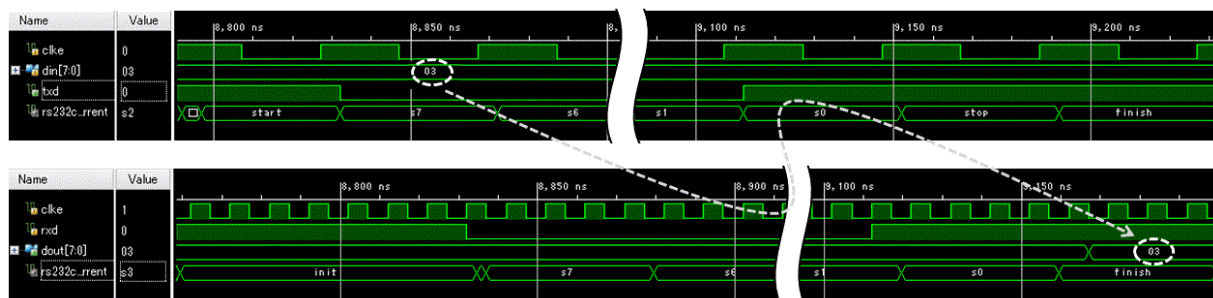 Name Value 8,800 ns 8,850 ns 9,100 ns 9,150 ns 9,200 ns
clke 0
din[7:0] 03 03
txd 0
rs232c...rrent s2 start s7 s6 s1 s0 stop finish
Name Value 8,800 ns 8,850 ns 8,900 ns 9,100 ns 9,150 ns
clke 1
rxd 0
dout[7:0] 03 03
rs232c...rrent s3 init s7 s6 s1 s0 finish